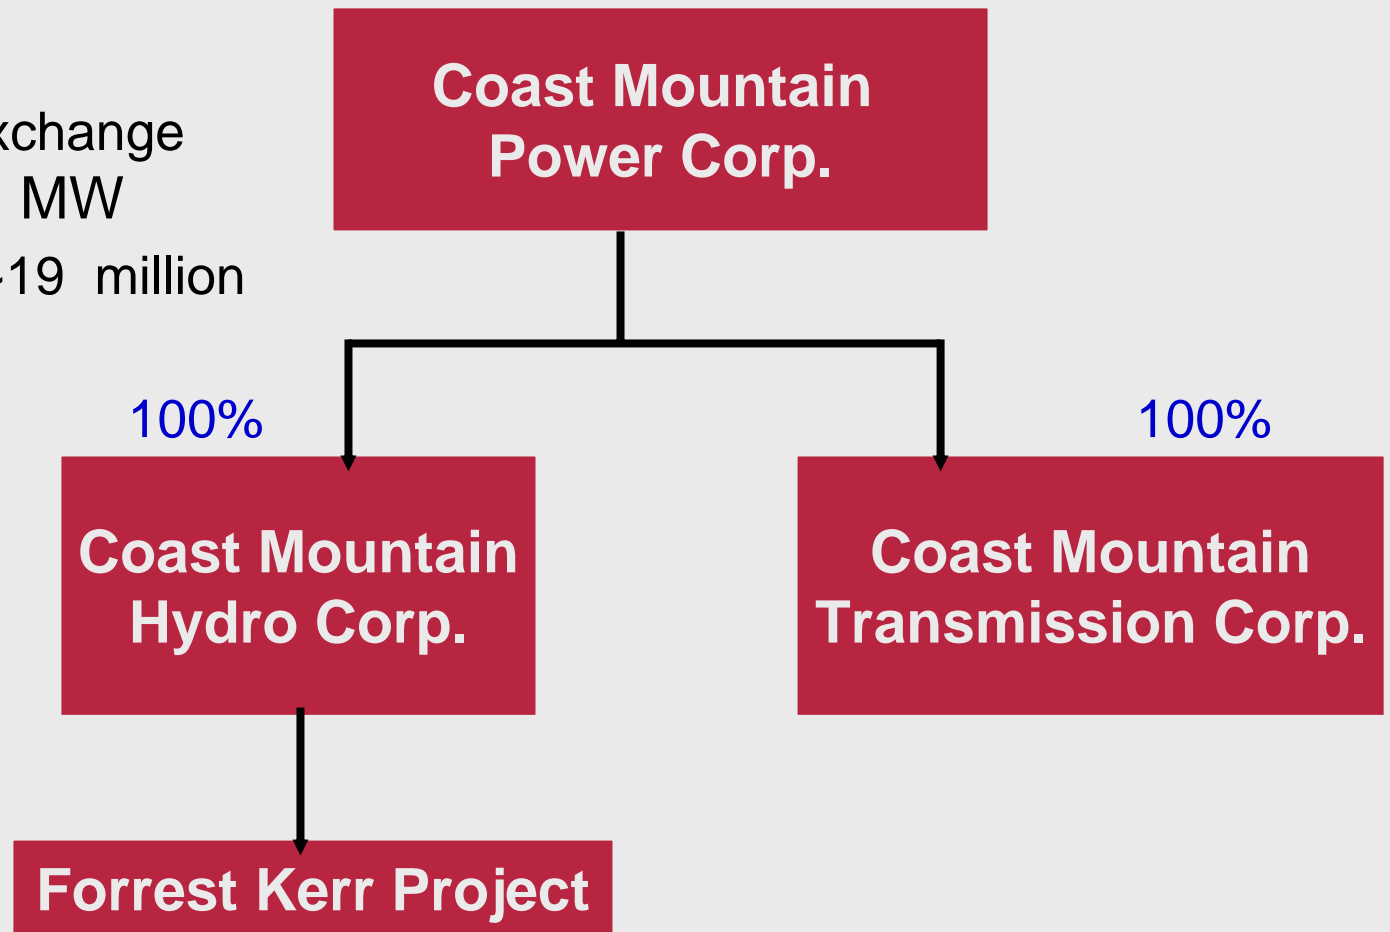 Coast Mountain
Power Corp.
MW
19 million
100%
100%
Coast Mountain
Hydro Corp.
Coast Mountain
Transmission Corp.
Forrest Kerr Project